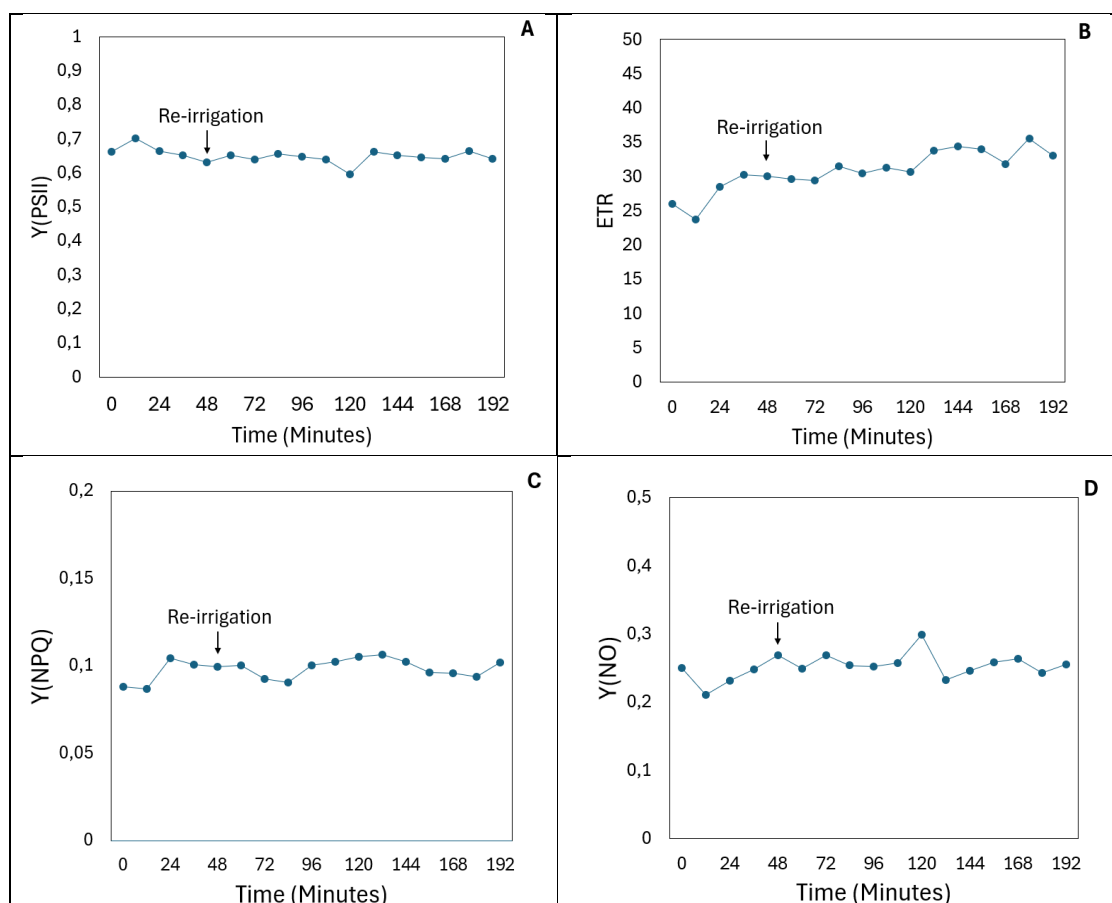 A
1
0,9
0,8
0,7
0,6
0,5
0,4
0,3
0,2
0,1
0
Y(PSII)
Re-irrigation
0 24 48 72 96 120 144 168 192
Time (Minutes)
B
50
45
40
35
30
25
20
15
10
5
0
ETR
Re-irrigation
0 24 48 72 96 120 144 168 192
Time (Minutes)
C
0,2
0,15
0,1
0,05
0
Y(NPQ)
Re-irrigation
0 24 48 72 96 120 144 168 192
Time (Minutes)
D
0,5
0,4
0,3
0,2
0,1
0
Y(NO)
Re-irrigation
0 24 48 72 96 120 144 168 192
Time (Minutes)